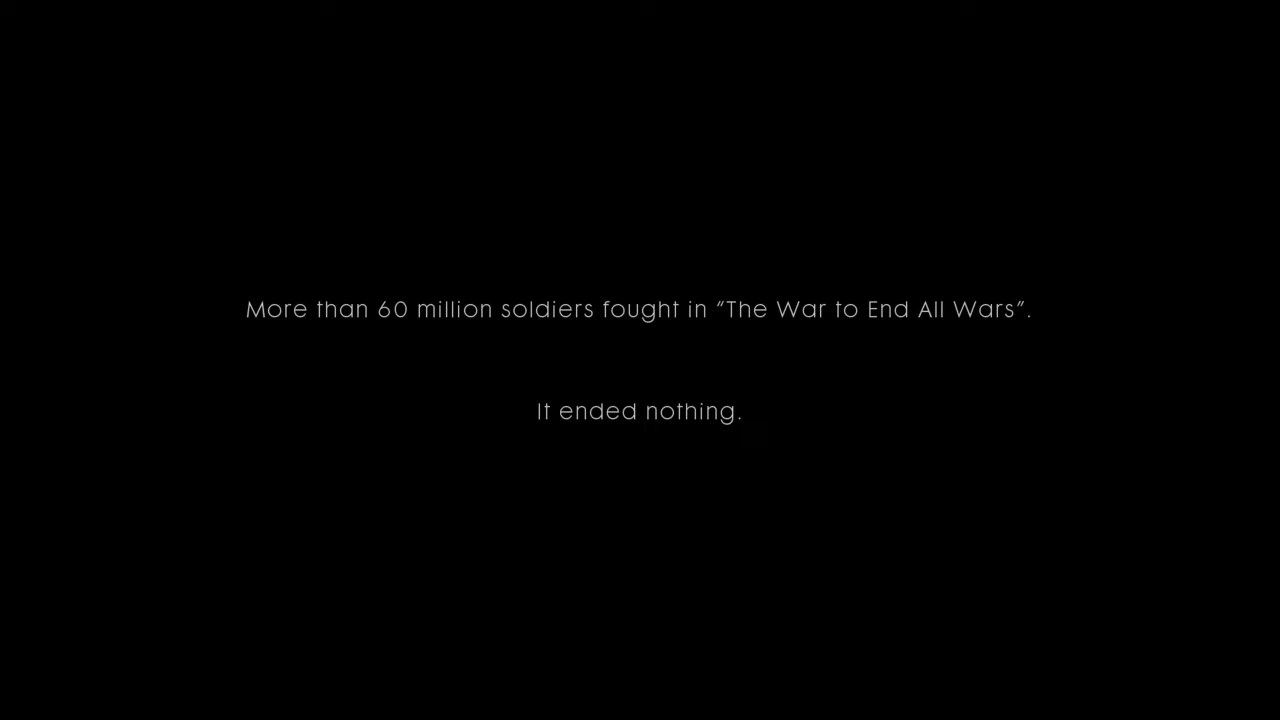 More than 60 million soldiers fought in “The War to End All Wars”.
It ended nothing.